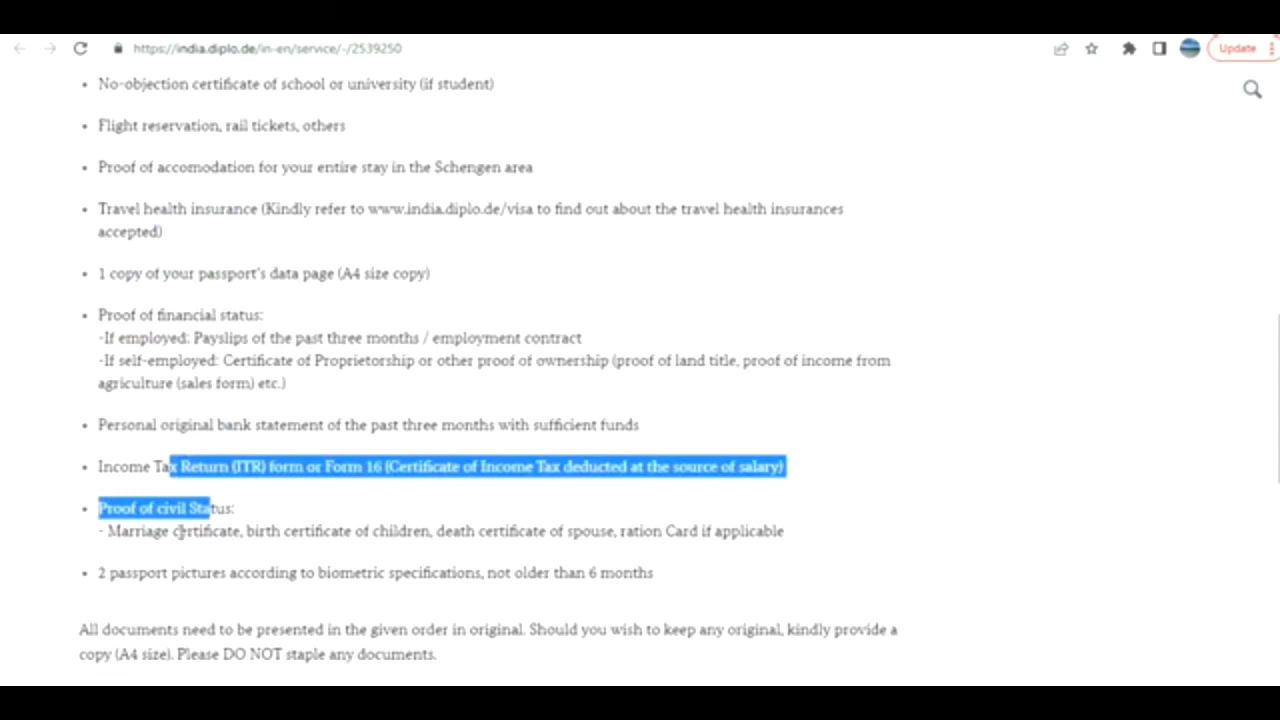 https://india.diplo.de/in-en/service/-/2539250
Update
• No-objection certificate of school or university (if student)
• Flight reservation, rail tickets, others
• Proof of accomodation for your entire stay in the Schengen area
• Travel health insurance (Kindly refer to www.india.diplo.de/visa to find out about the travel health insurances
accepted)
• 1 copy of your passport's data page (A4 size copy)
• Proof of financial status:
-If employed: Payslips of the past three months / employment contract
-If self-employed: Certificate of Proprietorship or other proof of ownership (proof of land title, proof of income from
agriculture (sales form) etc.)
• Personal original bank statement of the past three months with sufficient funds
• Income Tax Return (ITR) form or Form 16 (Certificate of Income Tax deducted at the source of salary)
• Proof of civil Status:
- Marriage certificate, birth certificate of children, death certificate of spouse, ration Card if applicable
• 2 passport pictures according to biometric specifications, not older than 6 months
All documents need to be presented in the given order in original. Should you wish to keep any original, kindly provide a
copy (A4 size). Please DO NOT staple any documents.